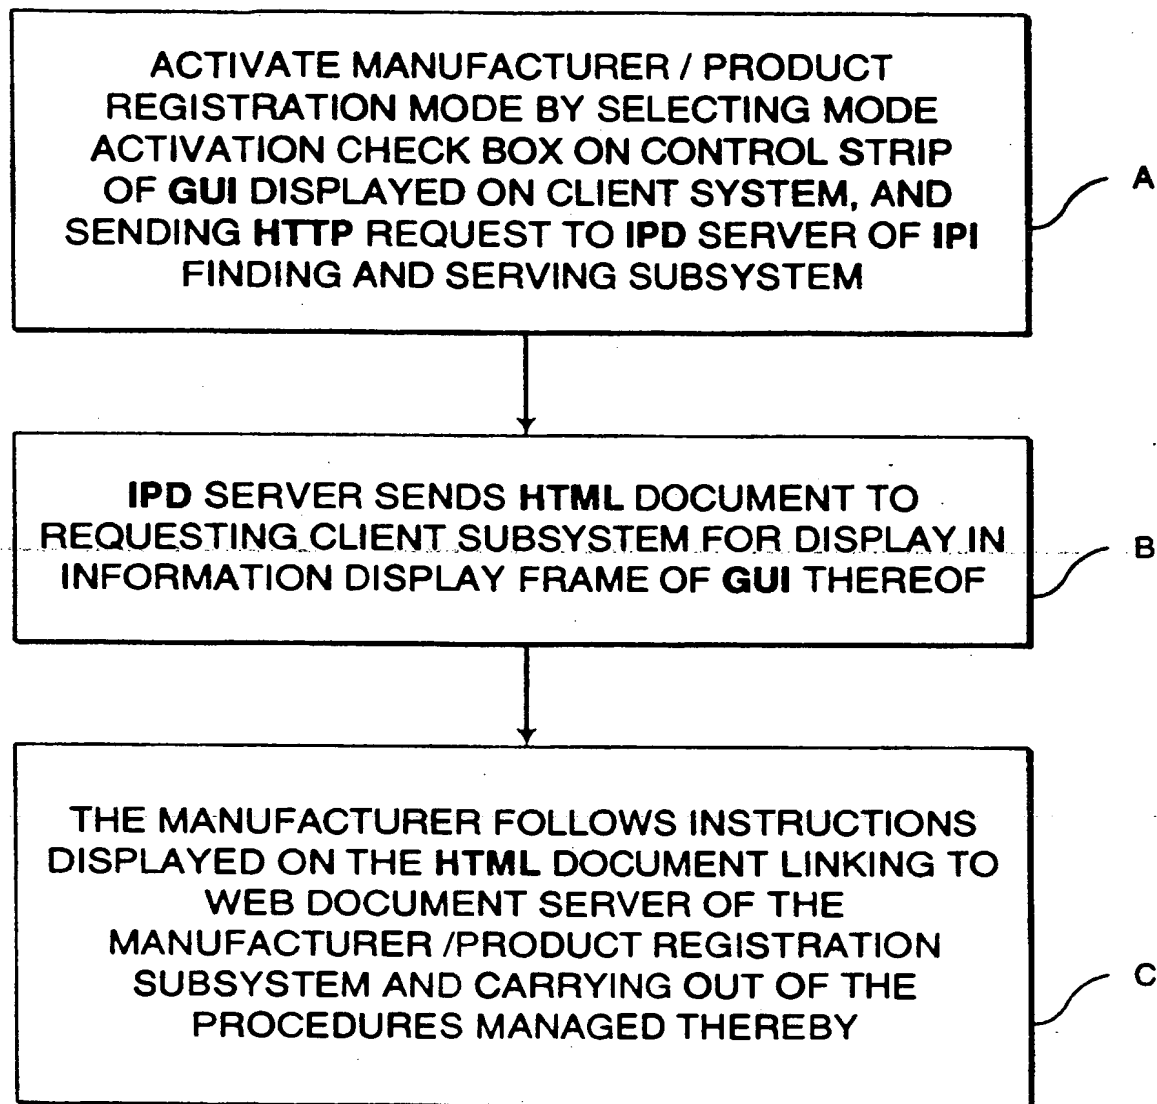 ACTIVATE MANUFACTURER / PRODUCT
REGISTRATION MODE BY SELECTING MODE
ACTIVATION CHECK BOX ON CONTROL STRIP
OF GUI DISPLAYED ON CLIENT SYSTEM, AND
SENDING HTTP REQUEST TO IPD SERVER OF IPI
FINDING AND SERVING SUBSYSTEM
A
IPD SERVER SENDS HTML DOCUMENT TO
REQUESTING CLIENT SUBSYSTEM FOR DISPLAY IN
INFORMATION DISPLAY FRAME OF GUI THEREOF
B
THE MANUFACTURER FOLLOWS INSTRUCTIONS
DISPLAYED ON THE HTML DOCUMENT LINKING TO
WEB DOCUMENT SERVER OF THE
MANUFACTURER /PRODUCT REGISTRATION
SUBSYSTEM AND CARRYING OUT OF THE
PROCEDURES MANAGED THEREBY
C